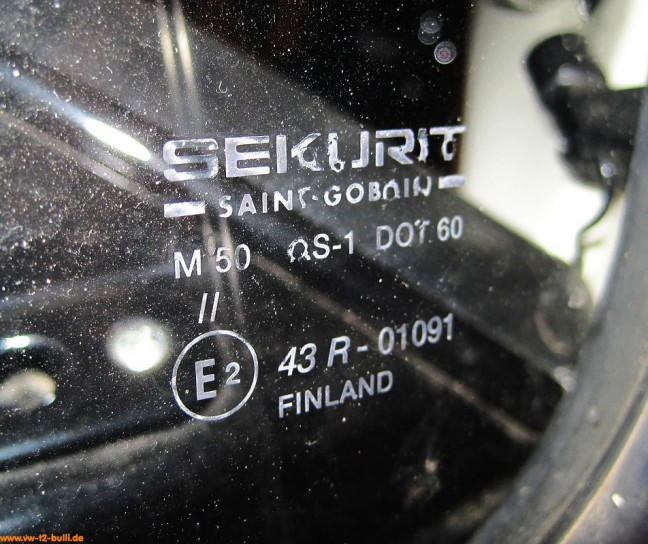 SEKURIT
SAINT-GOBAIN
M 50 AS-1 DOT 60
//
E2 43 R - 01091
FINLAND
www.vw-t2-bulli.de